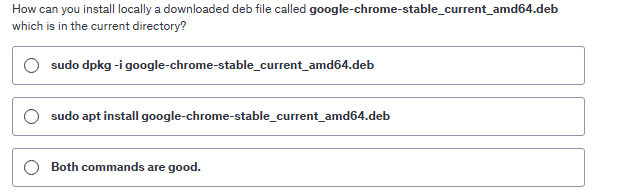 How can you install locally a downloaded deb file called google-chrome-stable_current_amd64.deb
which is in the current directory?
sudo dpkg -i google-chrome-stable_current_amd64.deb
sudo apt install google-chrome-stable_current_amd64.deb
Both commands are good.